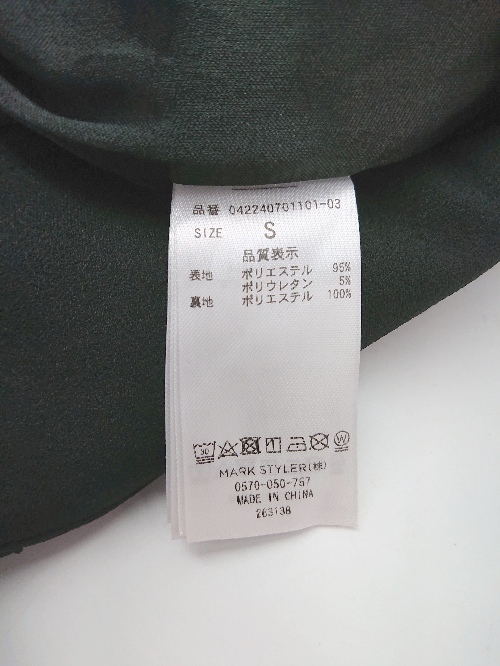 品番 042240701101-03
SIZE S
品質表示
表地 ポリエステル 95%
ポリウレタン 5%
裏地 ポリエステル 100%
30 W
MARK STYLER(株)
0570-050-757
MADE IN CHINA
263138